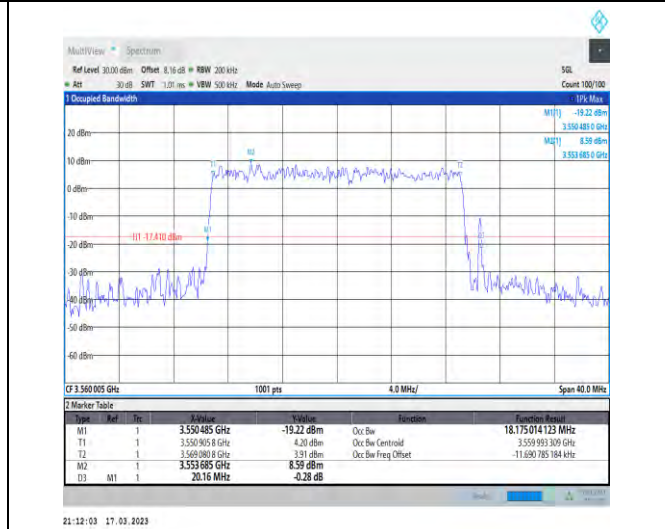 MultiView Spectrum
Ref Level 30.00 dBm Offset 8.16 dB RBW 200 kHz SGL
Att 30 dB SWT 1.01 ms VBW 500 kHz Mode Auto Sweep Count 100/100
1 Occupied Bandwidth 1Pk Max
M1[1] -19.22 dBm
3.550 485 0 GHz
M2[1] 8.59 dBm
3.553 685 0 GHz
20 dBm
M2
10 dBm
T1 T2
0 dBm
-10 dBm
M1
H1 -17.410 dBm
-20 dBm
-30 dBm
-40 dBm
-50 dBm
-60 dBm
CF 3.560 005 GHz 1001 pts 4.0 MHz/ Span 40.0 MHz
2 Marker Table
Type Ref Trc X-Value Y-Value Function Function Result
M1 1 3.550485 GHz -19.22 dBm Occ Bw 18.175 014 123 MHz
T1 1 3.550 905 8 GHz 4.20 dBm Occ Bw Centroid 3.559 993 309 GHz
T2 1 3.569 080 8 GHz 3.91 dBm Occ Bw Freq Offset -11.690 785 184 kHz
M2 1 3.553 685 GHz 8.59 dBm
D3 M1 1 20.16 MHz -0.28 dB
21:12:03 17.03.2023